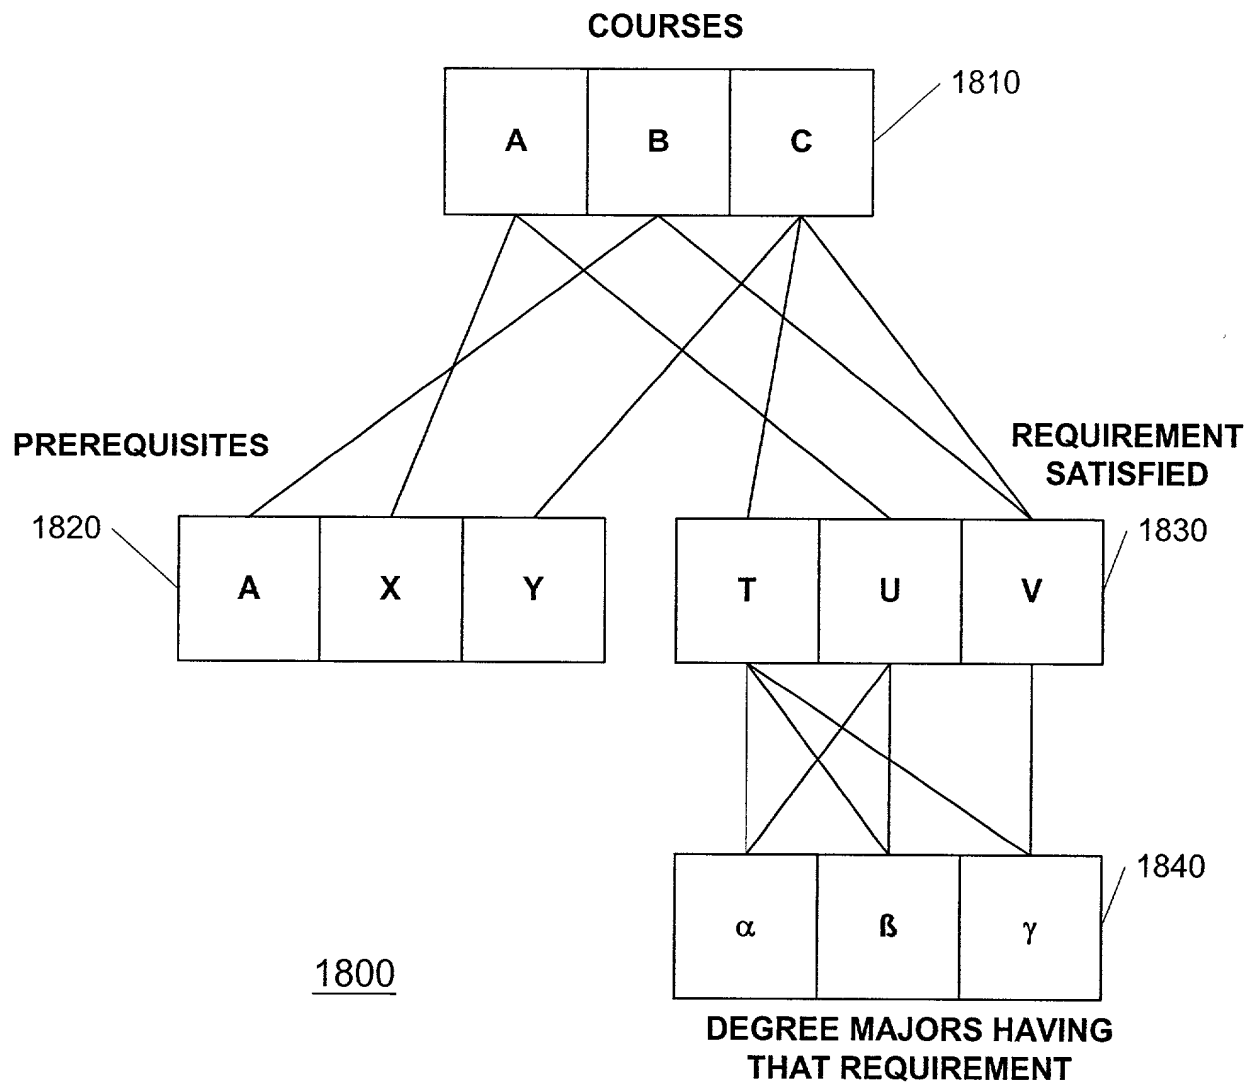 COURSES
1810
A B C
PREREQUISITES
REQUIREMENT
SATISFIED
1820
1830
A X Y
T U V
1840
α ß γ
1800
DEGREE MAJORS HAVING
THAT REQUIREMENT